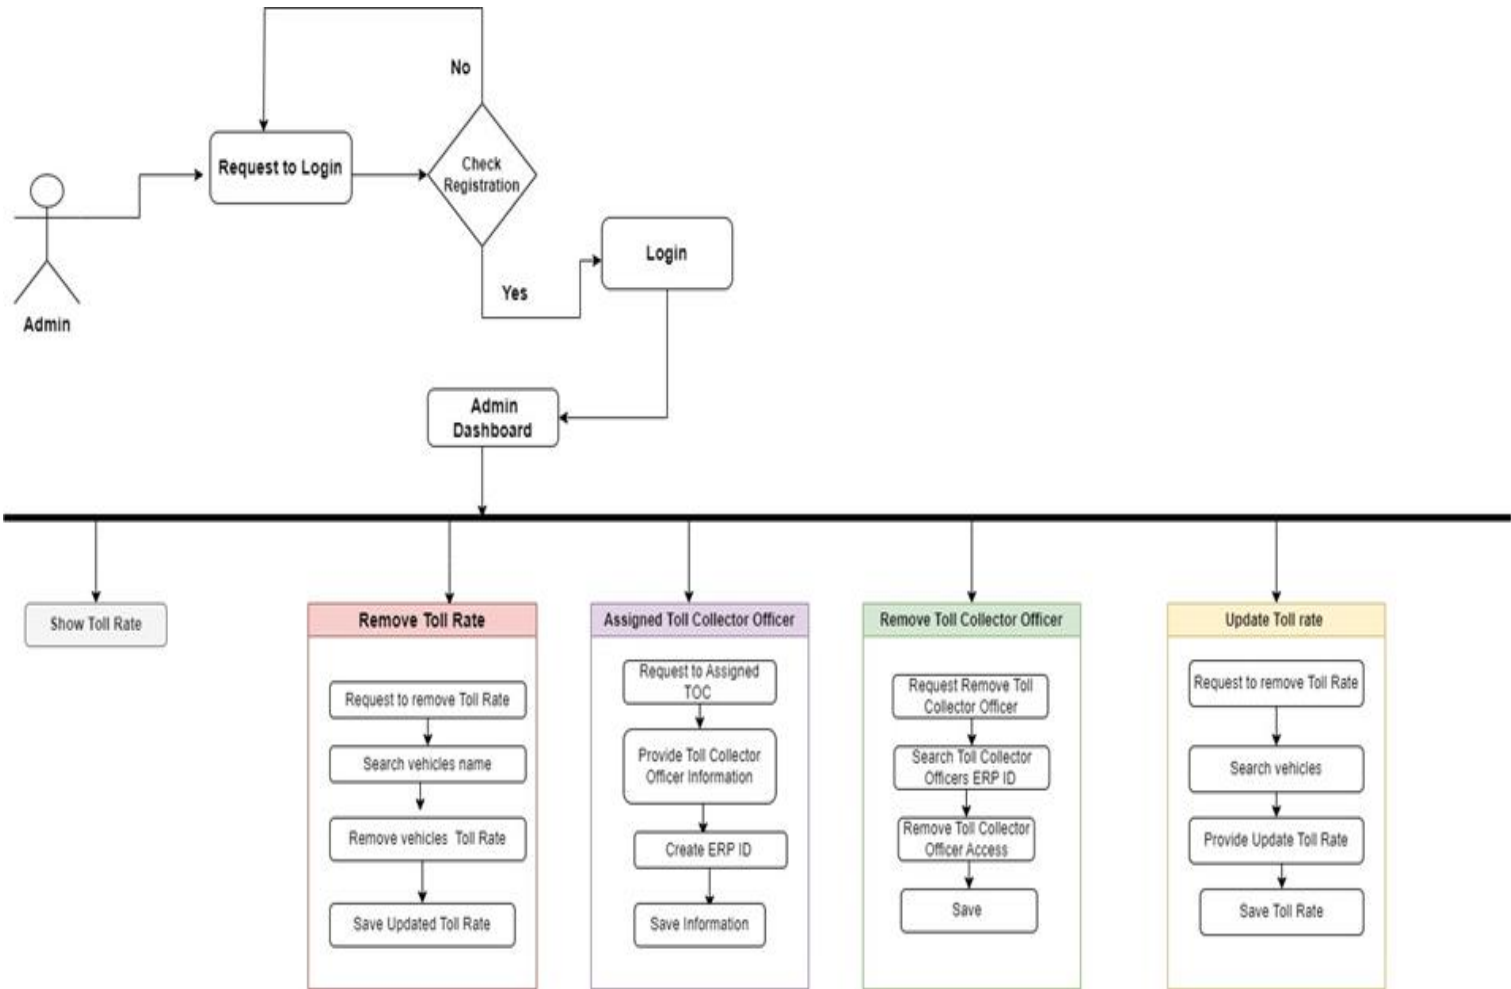 No
Request to Login
Check
Registration
Login
Yes
Admin
Admin
Dashboard
Show Toll Rate
Remove Toll Rate
Request to remove Toll Rate
Search vehicles name
Remove vehicles Toll Rate
Save Updated Toll Rate
Assigned Toll Collector Officer
Request to Assigned
TOC
Provide Toll Collector
Officer Information
Create ERP ID
Save Information
Remove Toll Collector Officer
Request Remove Toll
Collector Officer
Search Toll Collector
Officers ERP ID
Remove Toll Collector
Officer Access
Save
Update Toll rate
Request to remove Toll Rate
Search vehicles
Provide Update Toll Rate
Save Toll Rate